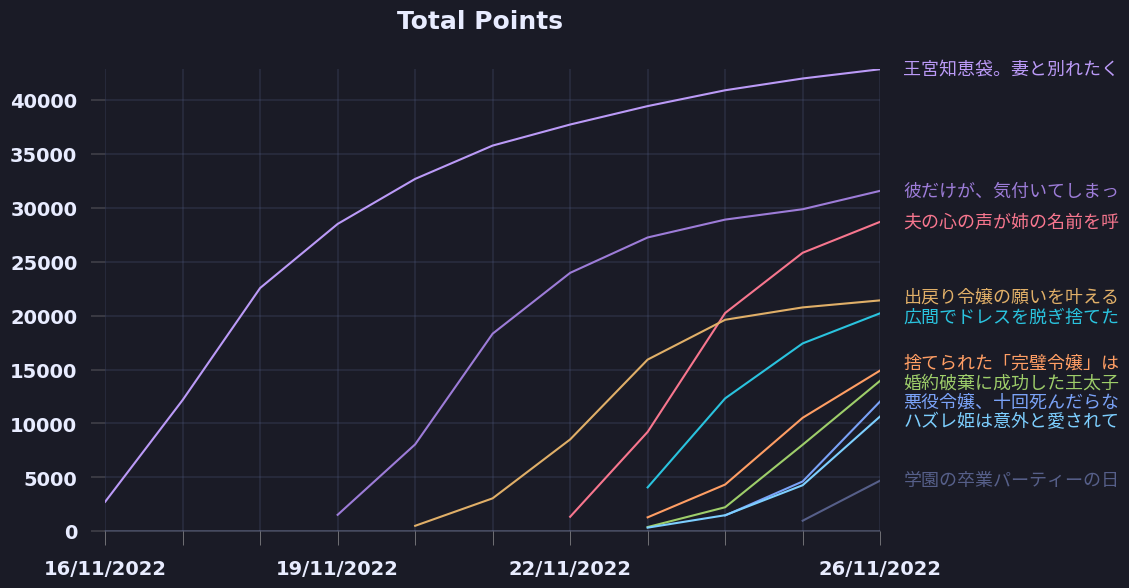 Total Points
王宮知恵袋。妻と別れたく
40000
35000
彼だけが、気付いてしまっ
30000
夫の心の声が姉の名前を呼
25000
出戻り令嬢の願いを叶える
20000
広間でドレスを脱ぎ捨てた
15000
捨てられた「完璧令嬢」は
婚約破棄に成功した王太子
悪役令嬢、十回死んだらな
10000
ハズレ姫は意外と愛されて
5000
学園の卒業パーティーの日
0
16/11/2022 19/11/2022 22/11/2022 26/11/2022